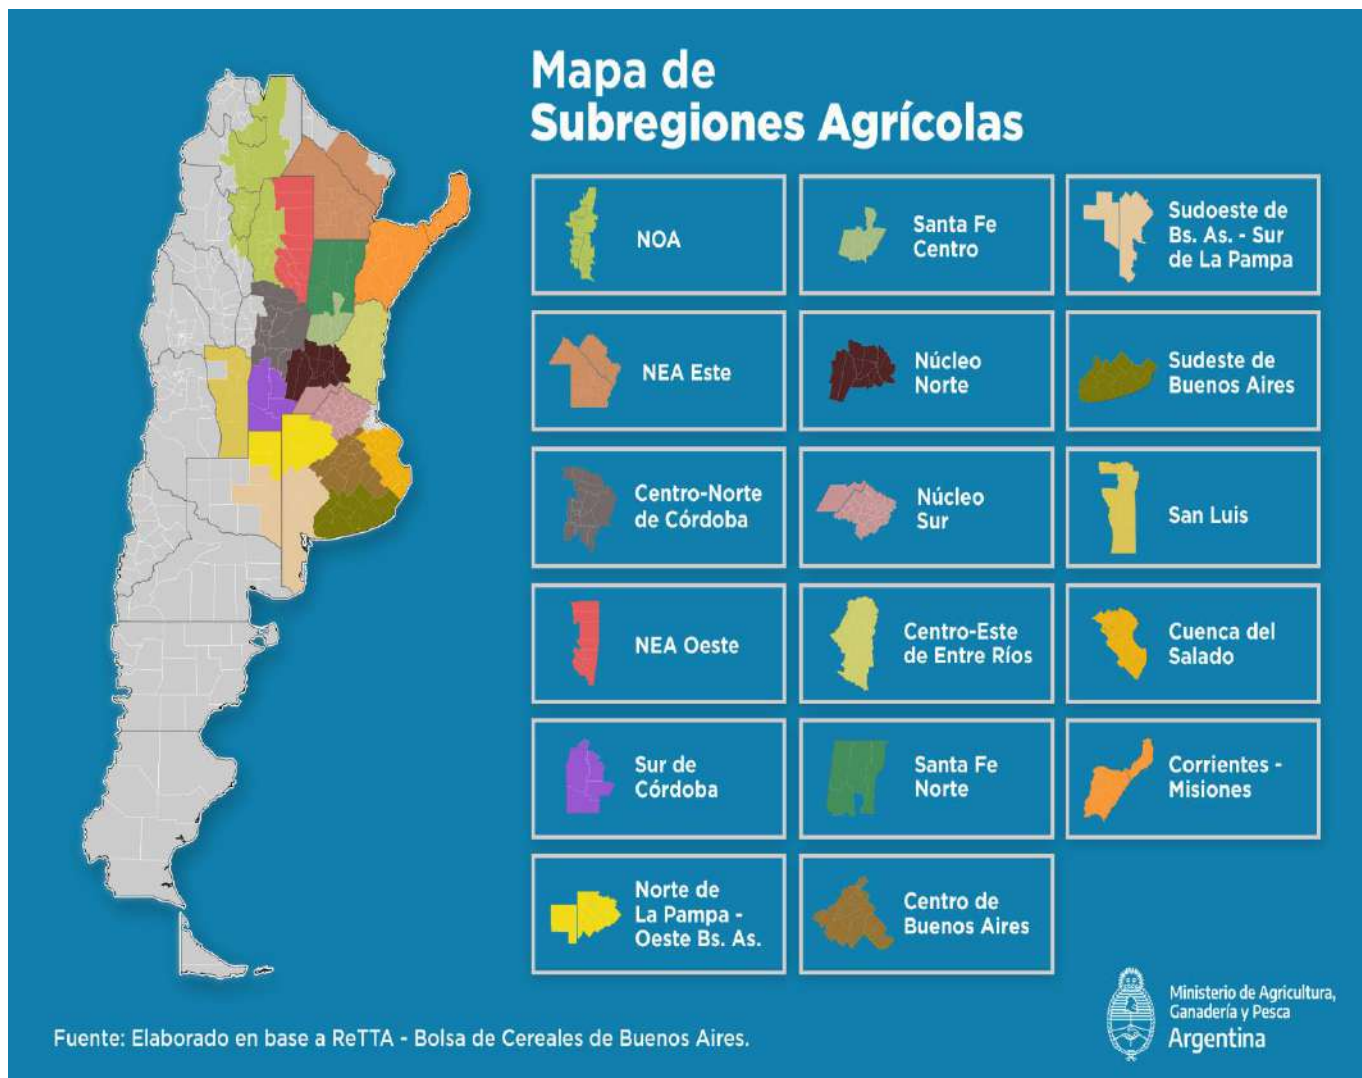 Mapa de
Subregiones Agrícolas
NOA
Santa Fe
Centro
Sudoeste de
Bs. As. - Sur
de La Pampa
NEA Este
Núcleo
Norte
Sudeste de
Buenos Aires
Centro-Norte
de Córdoba
Núcleo
Sur
San Luis
NEA Oeste
Centro-Este
de Entre Ríos
Cuenca del
Salado
Sur de
Córdoba
Santa Fe
Norte
Corrientes -
Misiones
Norte de
La Pampa -
Oeste Bs. As.
Centro de
Buenos Aires
Ministerio de Agricultura,
Ganadería y Pesca
Argentina
Fuente: Elaborado en base a ReTTA - Bolsa de Cereales de Buenos Aires.